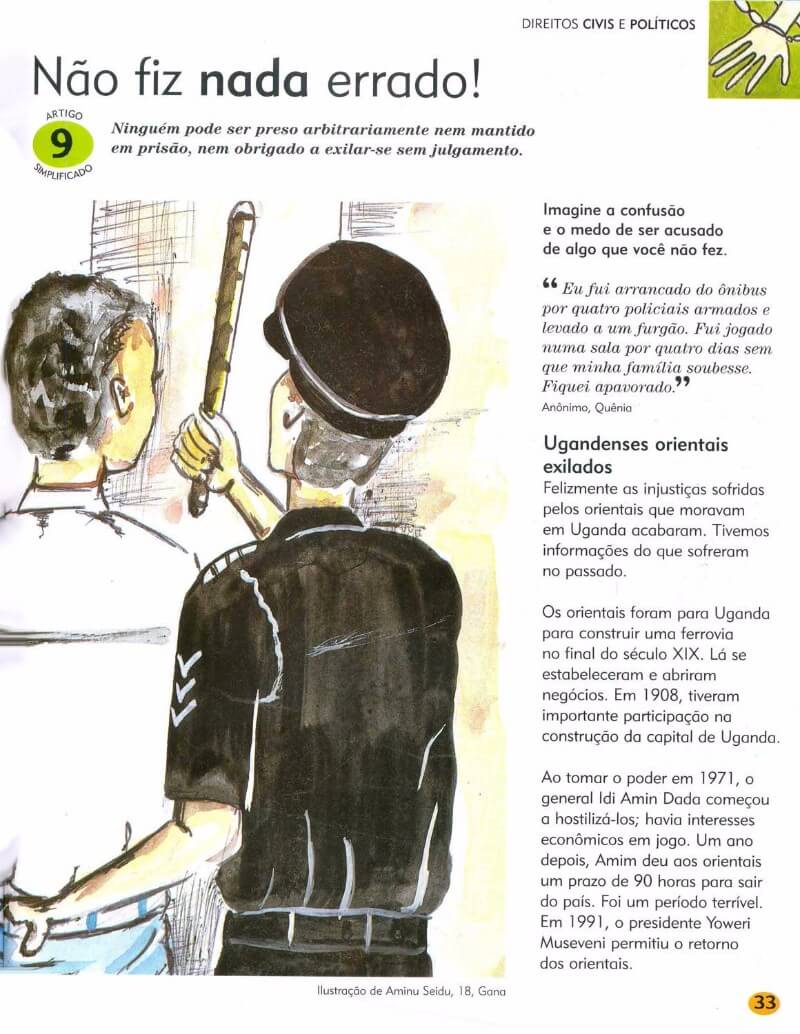 DIREITOS CIVIS E POLÍTICOS
Não fiz nada errado!
ARTIGO
9
SIMPLIFICADO
Ninguém pode ser preso arbitrariamente nem mantido
em prisão, nem obrigado a exilar-se sem julgamento.
Imagine a confusão
e o medo de ser acusado
de algo que você não fez.
“Eu fui arrancado do ônibus
por quatro policiais armados e
levado a um furgão. Fui jogado
numa sala por quatro dias sem
que minha família soubesse.
Fiquei apavorado.”
Anônimo, Quênia
Ugandenses orientais
exilados
Felizmente as injustiças sofridas
pelos orientais que moravam
em Uganda acabaram. Tivemos
informações do que sofreram
no passado.
Os orientais foram para Uganda
para construir uma ferrovia
no final do século XIX. Lá se
estabeleceram e abriram
negócios. Em 1908, tiveram
importante participação na
construção da capital de Uganda.
Ao tomar o poder em 1971, o
general Idi Amin Dada começou
a hostilizá-los; havia interesses
econômicos em jogo. Um ano
depois, Amim deu aos orientais
um prazo de 90 horas para sair
do país. Foi um período terrível.
Em 1991, o presidente Yoweri
Museveni permitiu o retorno
dos orientais.
Ilustração de Aminu Seidu, 18, Gana
33